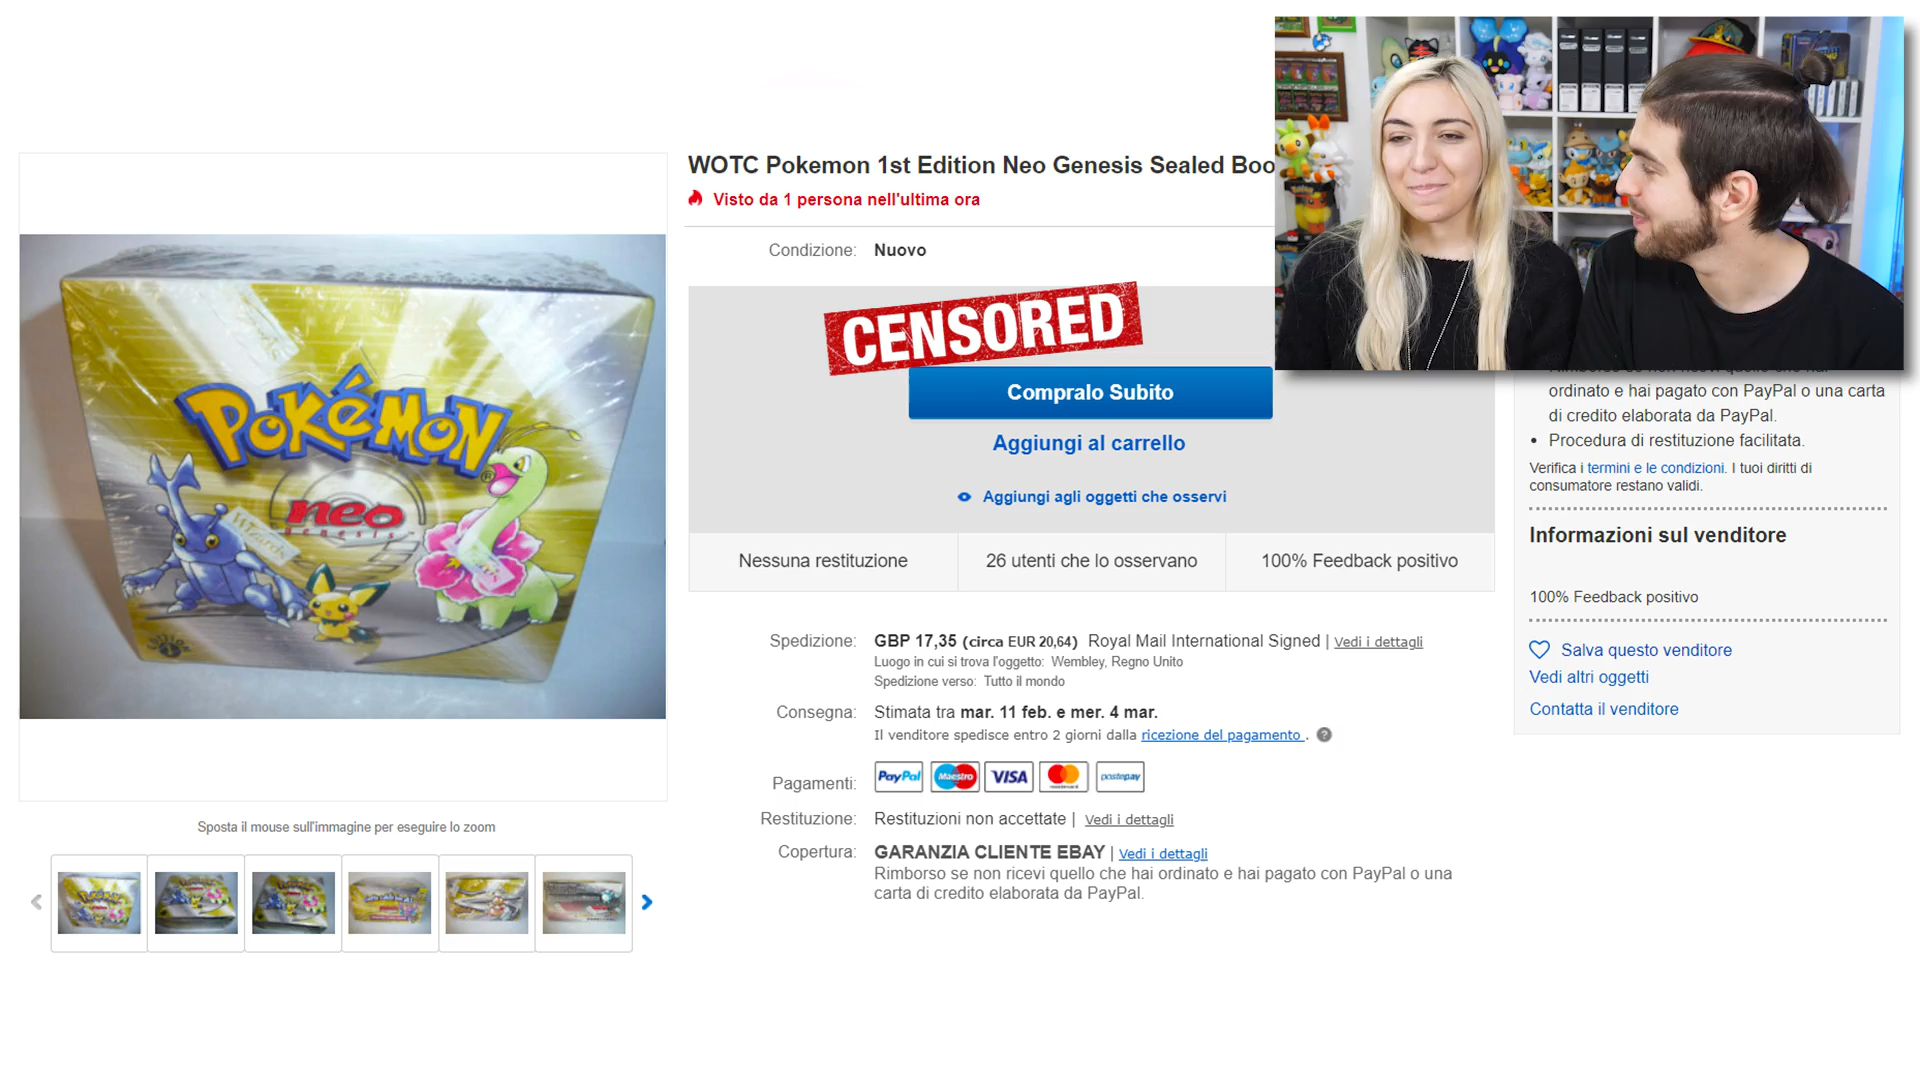 WOTC Pokemon 1st Edition Neo Genesis Sealed Boo
Visto da 1 persona nell'ultima ora
Condizione: Nuovo
CENSORED
Compralo Subito
Aggiungi al carrello
Aggiungi agli oggetti che osservi
Nessuna restituzione
26 utenti che lo osservano
100% Feedback positivo
Spedizione: GBP 17,35 (circa EUR 20,64) Royal Mail International Signed | Vedi i dettagli
Luogo in cui si trova l'oggetto: Wembley, Regno Unito
Spedizione verso: Tutto il mondo
Consegna: Stimata tra mar. 11 feb. e mer. 4 mar.
Il venditore spedisce entro 2 giorni dalla ricezione del pagamento . ?
Pagamenti: PayPal Maestro VISA mastercard postepay
Restituzione: Restituzioni non accettate | Vedi i dettagli
Copertura: GARANZIA CLIENTE EBAY | Vedi i dettagli
Rimborso se non ricevi quello che hai ordinato e hai pagato con PayPal o una
carta di credito elaborata da PayPal.
POKéMON
neo
genesis
Wizards
Sposta il mouse sull'immagine per eseguire lo zoom
ordinato e hai pagato con PayPal o una carta
di credito elaborata da PayPal.
• Procedura di restituzione facilitata.
Verifica i termini e le condizioni. I tuoi diritti di
consumatore restano validi.
Informazioni sul venditore
100% Feedback positivo
Salva questo venditore
Vedi altri oggetti
Contatta il venditore